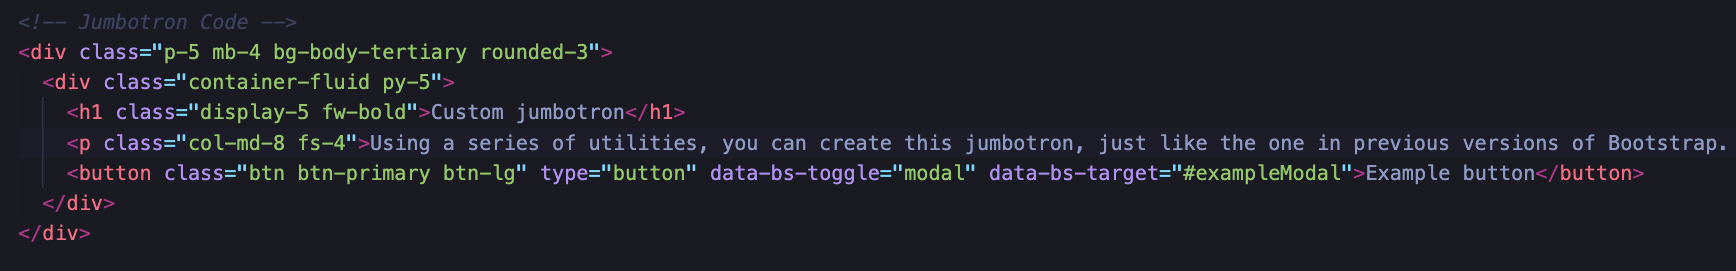 <!-- Jumbotron Code -->
<div class="p-5 mb-4 bg-body-tertiary rounded-3">
  <div class="container-fluid py-5">
    <h1 class="display-5 fw-bold">Custom jumbotron</h1>
    <p class="col-md-8 fs-4">Using a series of utilities, you can create this jumbotron, just like the one in previous versions of Bootstrap.
    <button class="btn btn-primary btn-lg" type="button" data-bs-toggle="modal" data-bs-target="#exampleModal">Example button</button>
  </div>
</div>